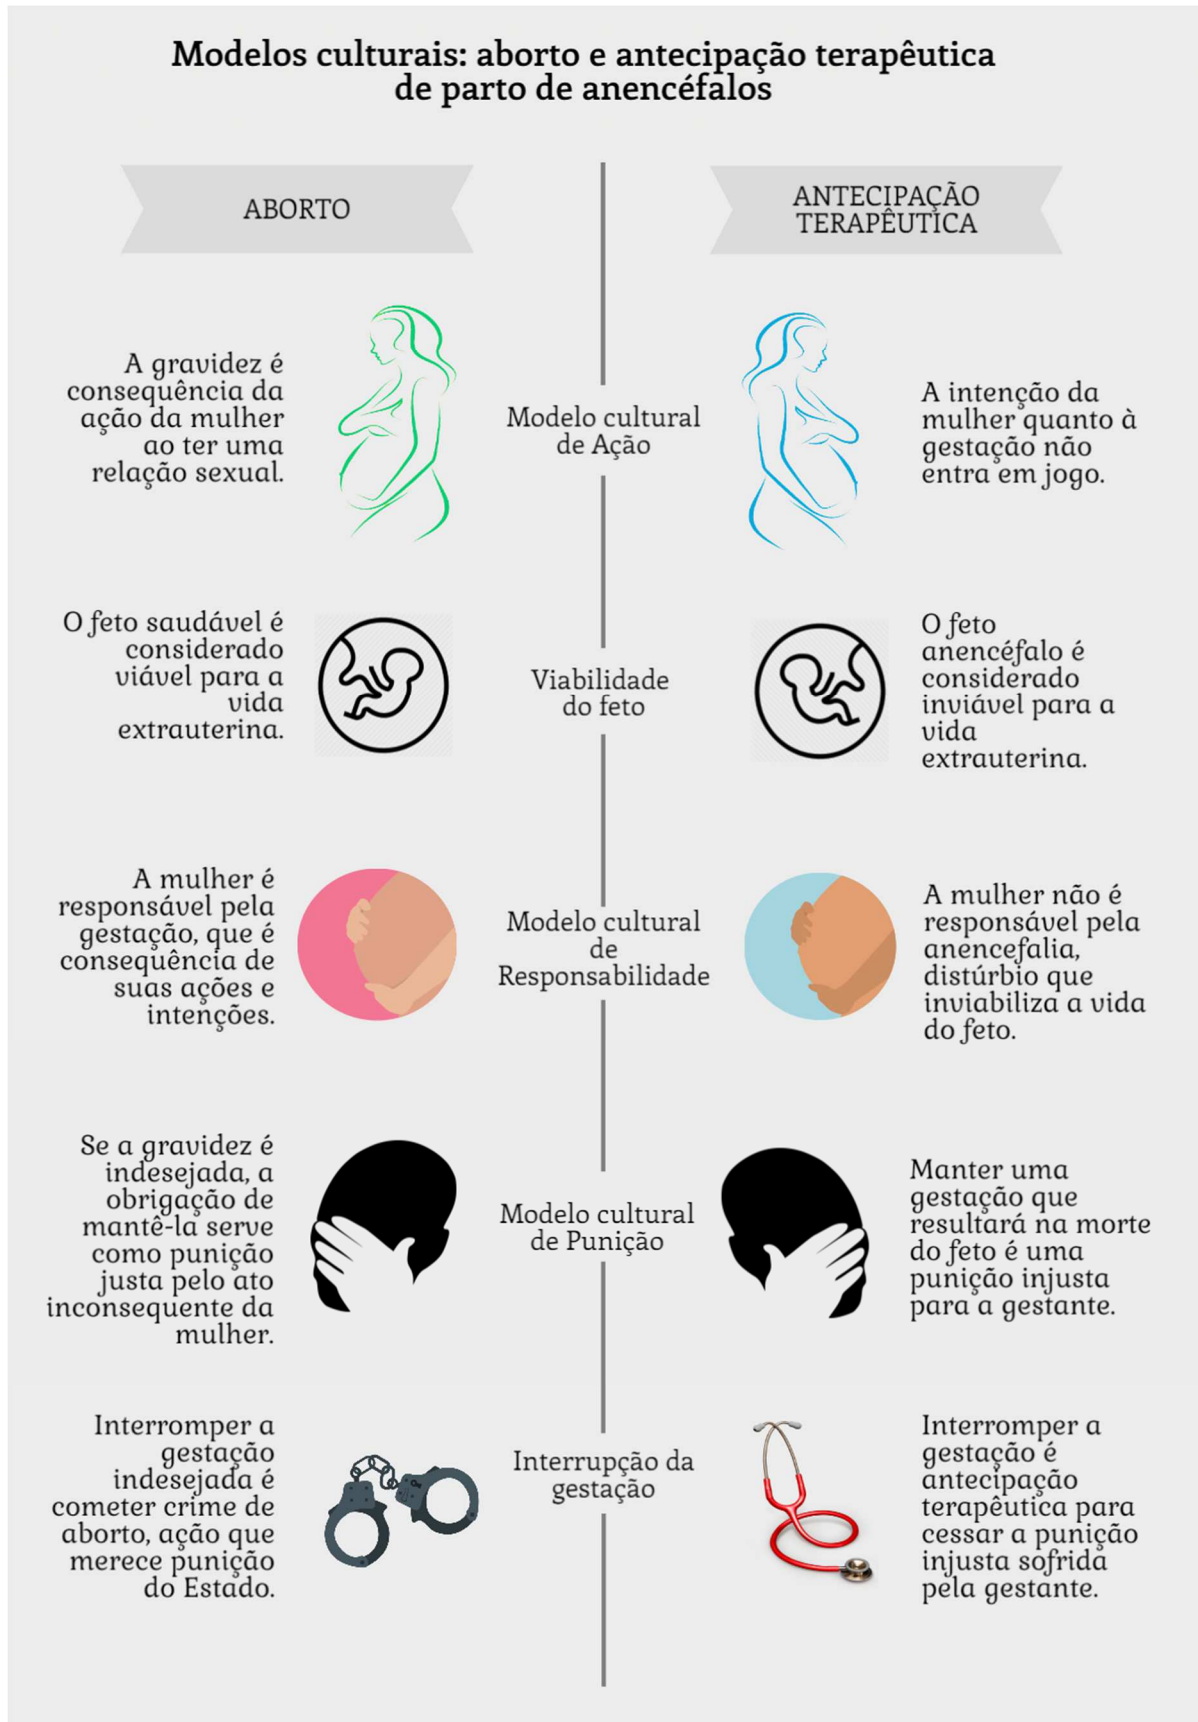 Modelos culturais: aborto e antecipação terapêutica
de parto de anencéfalos
ABORTO
ANTECIPAÇÃO
TERAPÊUTICA
A gravidez é
consequência da
ação da mulher
ao ter uma
relação sexual.
Modelo cultural
de Ação
A intenção da
mulher quanto à
gestação não
entra em jogo.
O feto saudável é
considerado
viável para a
vida
extrauterina.
Viabilidade
do feto
O feto
anencéfalo é
considerado
inviável para a
vida
extrauterina.
A mulher é
responsável pela
gestação, que é
consequência de
suas ações e
intenções.
Modelo cultural
de
Responsabilidade
A mulher não é
responsável pela
anencefalia,
distúrbio que
inviabiliza a vida
do feto.
Se a gravidez é
indesejada, a
obrigação de
mantê-la serve
como punição
justa pelo ato
inconsequente da
mulher.
Modelo cultural
de Punição
Manter uma
gestação que
resultará na morte
do feto é uma
punição injusta
para a gestante.
Interromper a
gestação
indesejada é
cometer crime de
aborto, ação que
merece punição
do Estado.
Interrupção da
gestação
Interromper a
gestação é
antecipação
terapêutica para
cessar a punição
injusta sofrida
pela gestante.